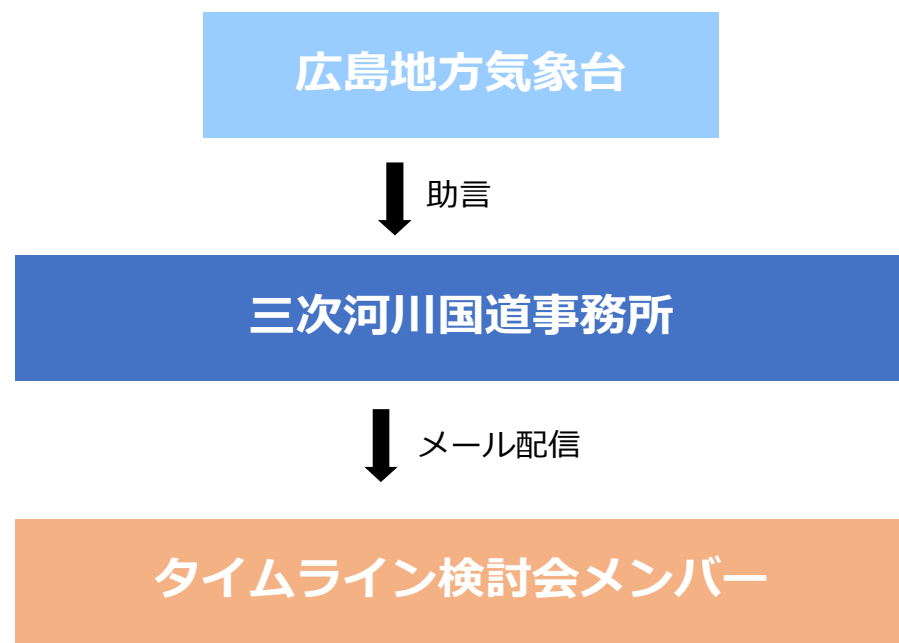 広島地方気象台
助言
三次河川国道事務所
メール配信
タイムライン検討会メンバー